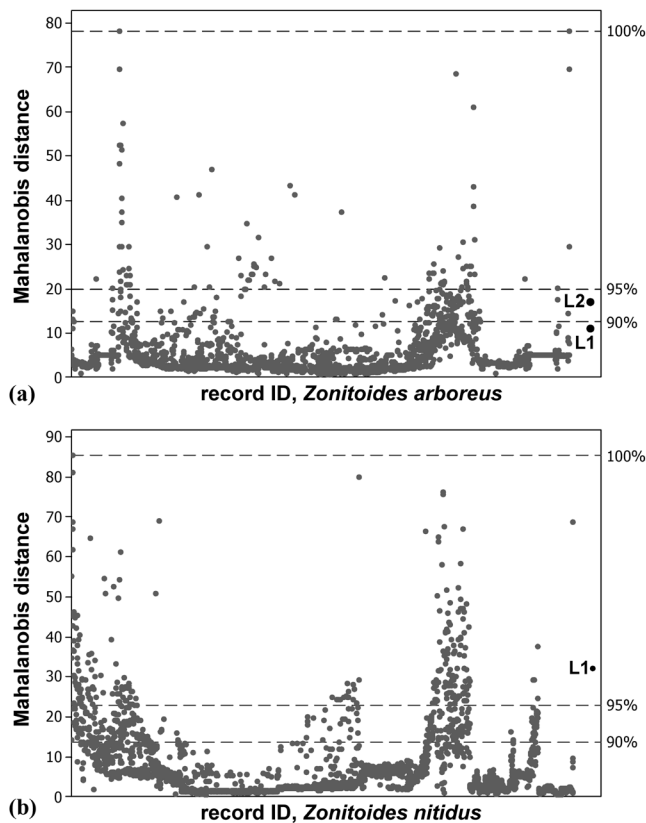 80
100%
70
60
50
40
30
20
95%
L2
90%
10
L1
0
Mahalanobis distance
(a)
record ID, Zonitoides arboreus
90
100%
80
70
60
50
40
30
L1
20
95%
90%
10
0
Mahalanobis distance
(b)
record ID, Zonitoides nitidus